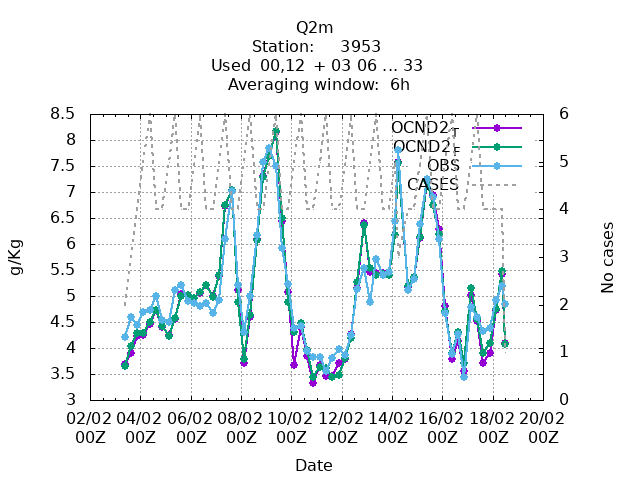 Q2m
Station: 3953
Used 00,12 + 03 06 ... 33
Averaging window: 6h
8.5
8
7.5
7
6.5
6
5.5
5
4.5
4
3.5
3
g/Kg
OCND2_T
OCND2_F
OBS
CASES
6
5
4
3
2
1
0
No cases
02/02 04/02 06/02 08/02 10/02 12/02 14/02 16/02 18/02 20/02
00Z 00Z 00Z 00Z 00Z 00Z 00Z 00Z 00Z 00Z
Date